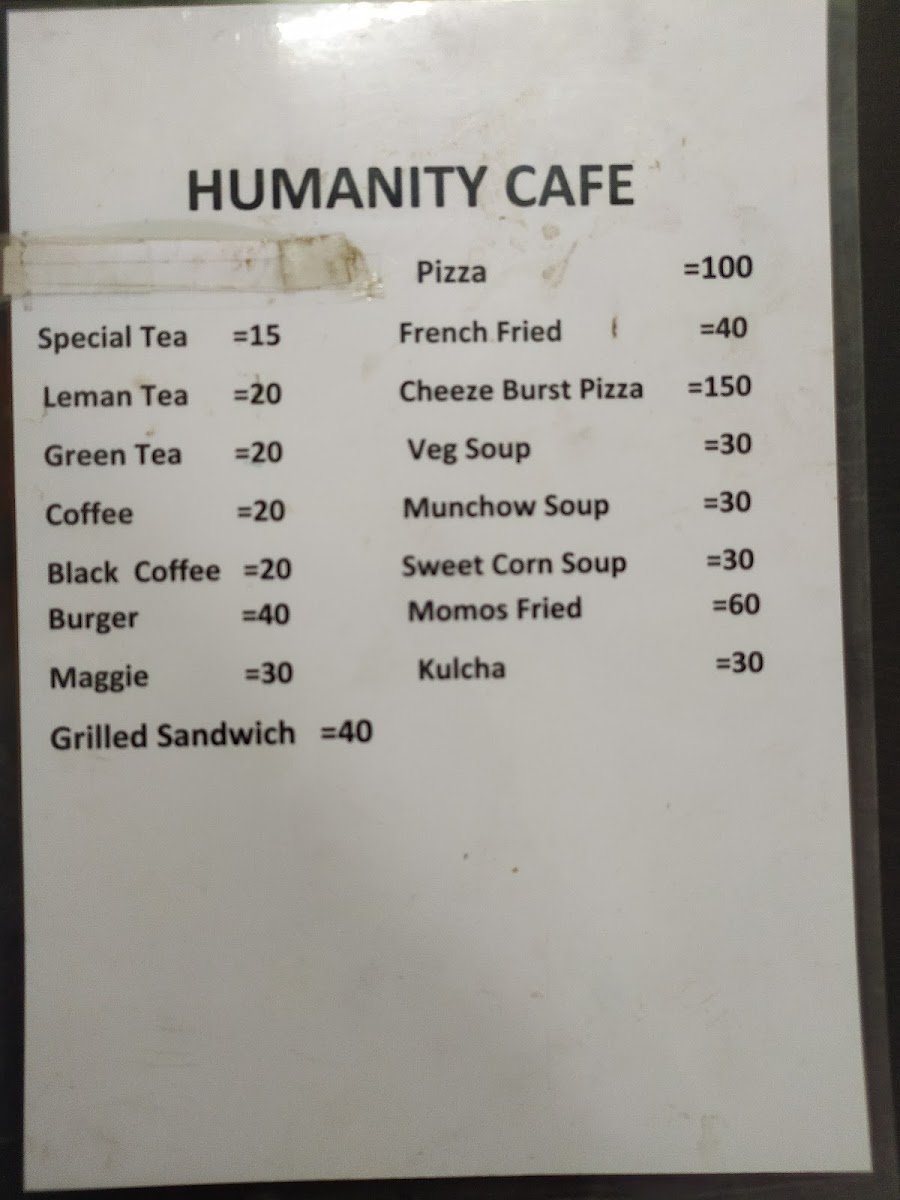 HUMANITY CAFE
Special Tea =15
Leman Tea =20
Green Tea =20
Coffee =20
Black Coffee =20
Burger =40
Maggie =30
Grilled Sandwich =40
Pizza =100
French Fried =40
Cheeze Burst Pizza =150
Veg Soup =30
Munchow Soup =30
Sweet Corn Soup =30
Momos Fried =60
Kulcha =30